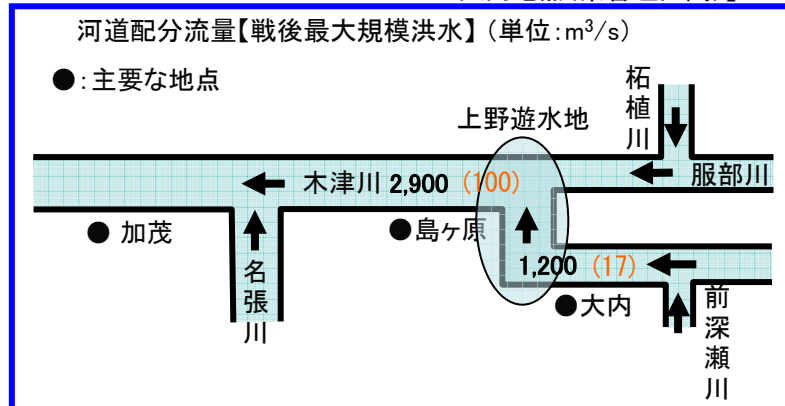 河道配分流量【戦後最大規模洪水】（単位：m³/s）
●：主要な地点
柘植川
上野遊水地
服部川
木津川 2,900 (100)
●加茂
●島ヶ原
名張川
1,200 (17)
●大内
前深瀬川